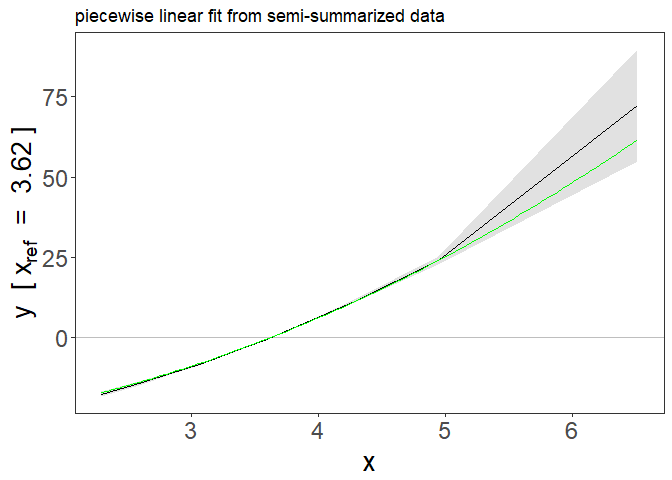 piecewise linear fit from semi-summarized data
75
50
25
0
y [ xref = 3.62 ]
3 4 5 6
x